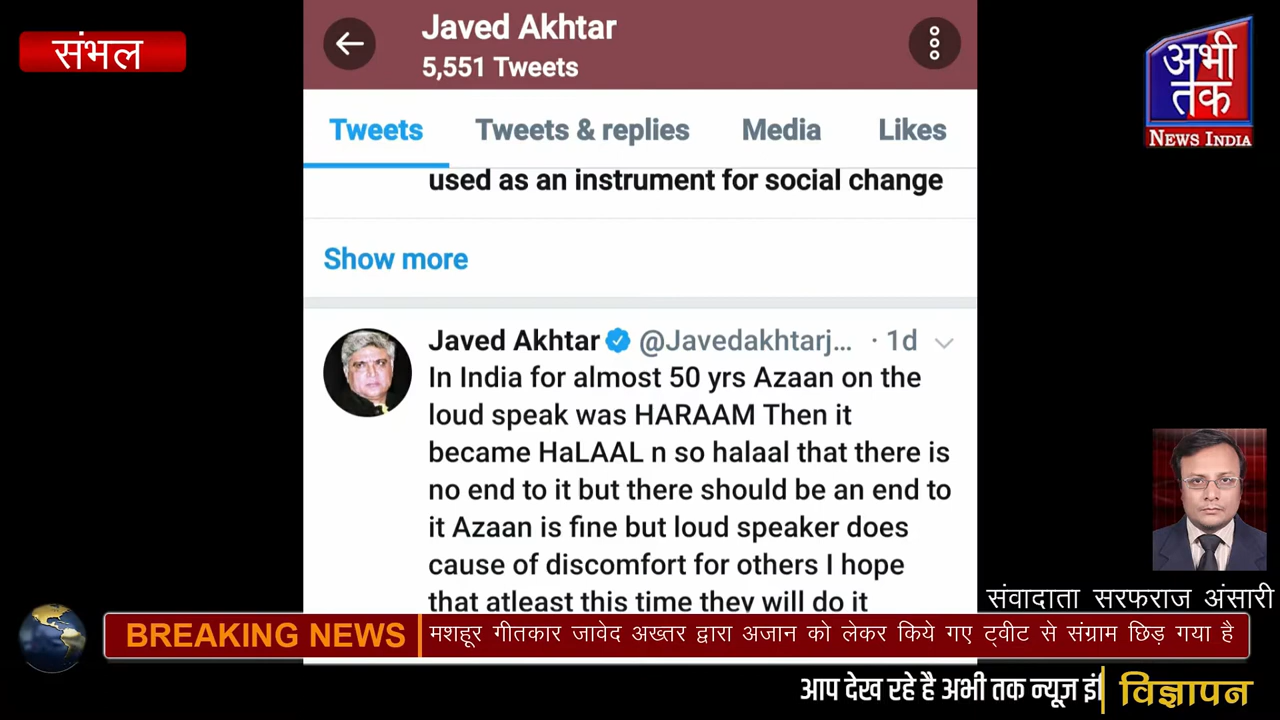 संभल
Javed Akhtar
5,551 Tweets
अभी
तक
NEWS INDIA
Tweets Tweets & replies Media Likes
used as an instrument for social change
Show more
Javed Akhtar @Javedakhtarj... · 1d
In India for almost 50 yrs Azaan on the
loud speak was HARAAM Then it
became HaLAAL n so halaal that there is
no end to it but there should be an end to
it Azaan is fine but loud speaker does
cause of discomfort for others I hope
that atleast this time they will do it
संवादाता सरफराज अंसारी
BREAKING NEWS मशहूर गीतकार जावेद अख्तर द्वारा अजान को लेकर किये गए ट्वीट से संग्राम छिड़ गया है
आप देख रहे है अभी तक न्यूज़ इं विज्ञापन